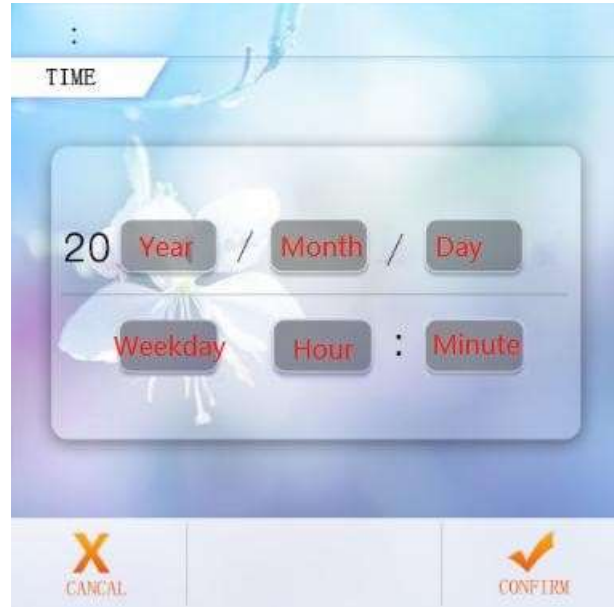 :
TIME
20 Year / Month / Day
Weekday Hour : Minute
CANCAL CONFIRM